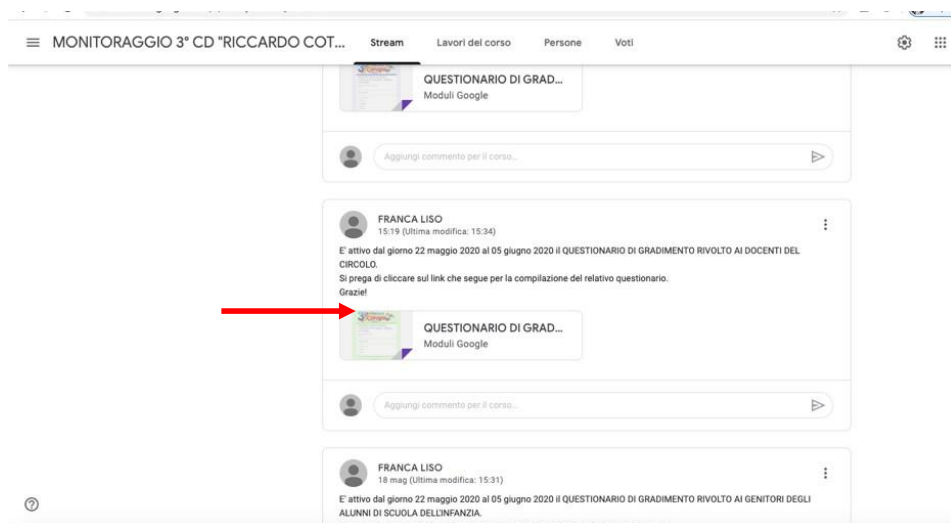 MONITORAGGIO 3° CD "RICCARDO COT...
Stream
Lavori del corso
Persone
Voti
QUESTIONARIO DI GRAD...
Moduli Google
Aggiungi commento per il corso...
FRANCA LISO
15:19 (Ultima modifica: 15:34)
E' attivo dal giorno 22 maggio 2020 al 05 giugno 2020 il QUESTIONARIO DI GRADIMENTO RIVOLTO AI DOCENTI DEL
CIRCOLO.
Si prega di cliccare sul link che segue per la compilazione del relativo questionario.
Grazie!
QUESTIONARIO DI GRAD...
Moduli Google
Aggiungi commento per il corso...
FRANCA LISO
18 mag (Ultima modifica: 15:31)
E' attivo dal giorno 22 maggio 2020 al 05 giugno 2020 il QUESTIONARIO DI GRADIMENTO RIVOLTO AI GENITORI DEGLI
ALUNNI DI SCUOLA DELL'INFANZIA.